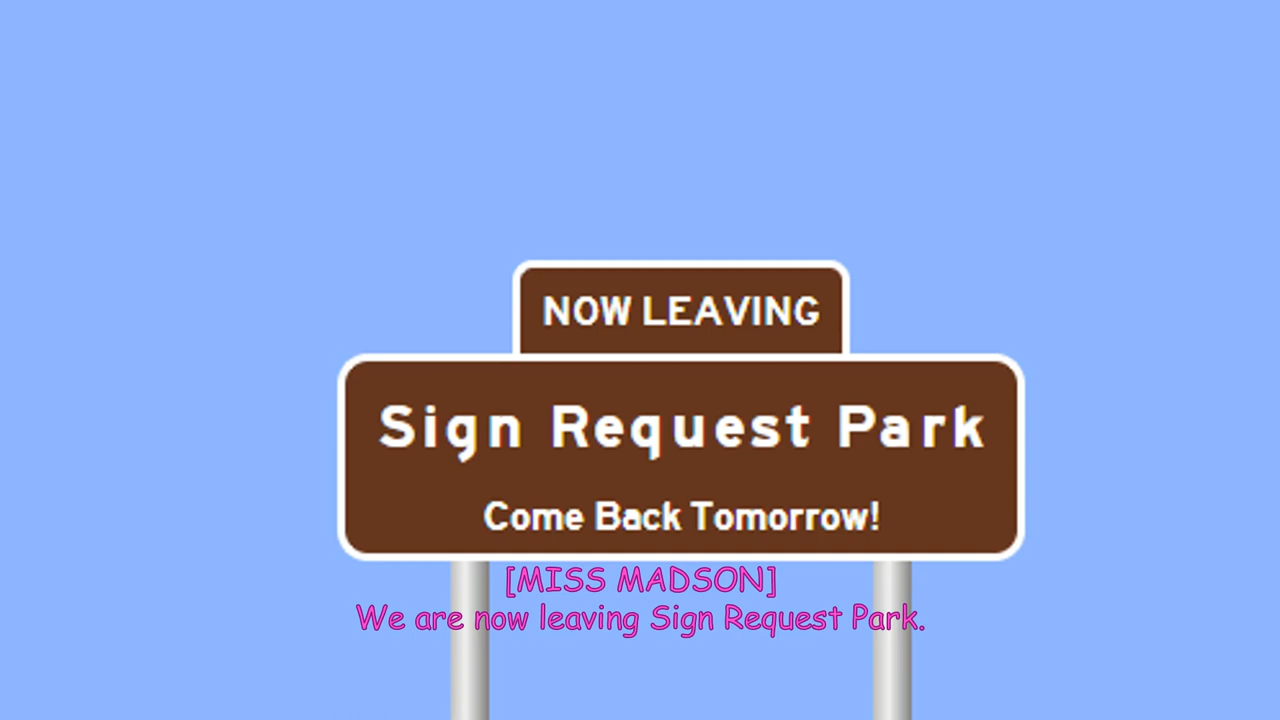 NOW LEAVING
Sign Request Park
Come Back Tomorrow!
[MISS MADSON]
We are now leaving Sign Request Park.